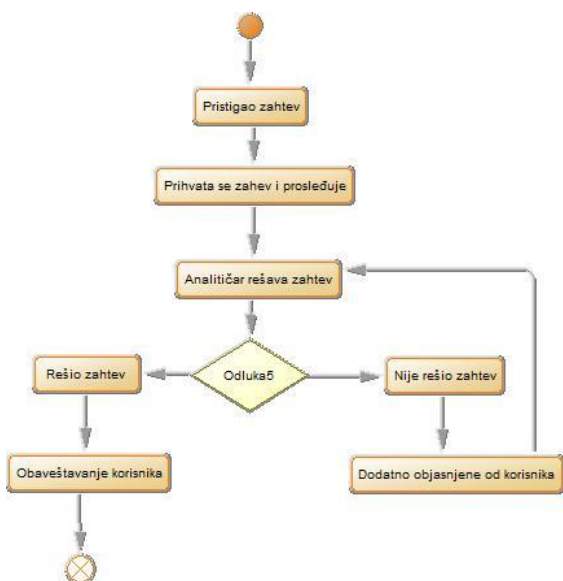 Pristigao zahtev
Prihvata se zahev i prosleđuje
Analitičar rešava zahtev
Odluka5
Rešio zahtev
Nije rešio zahtev
Obaveštavanje korisnika
Dodatno objasnjene od korisnika